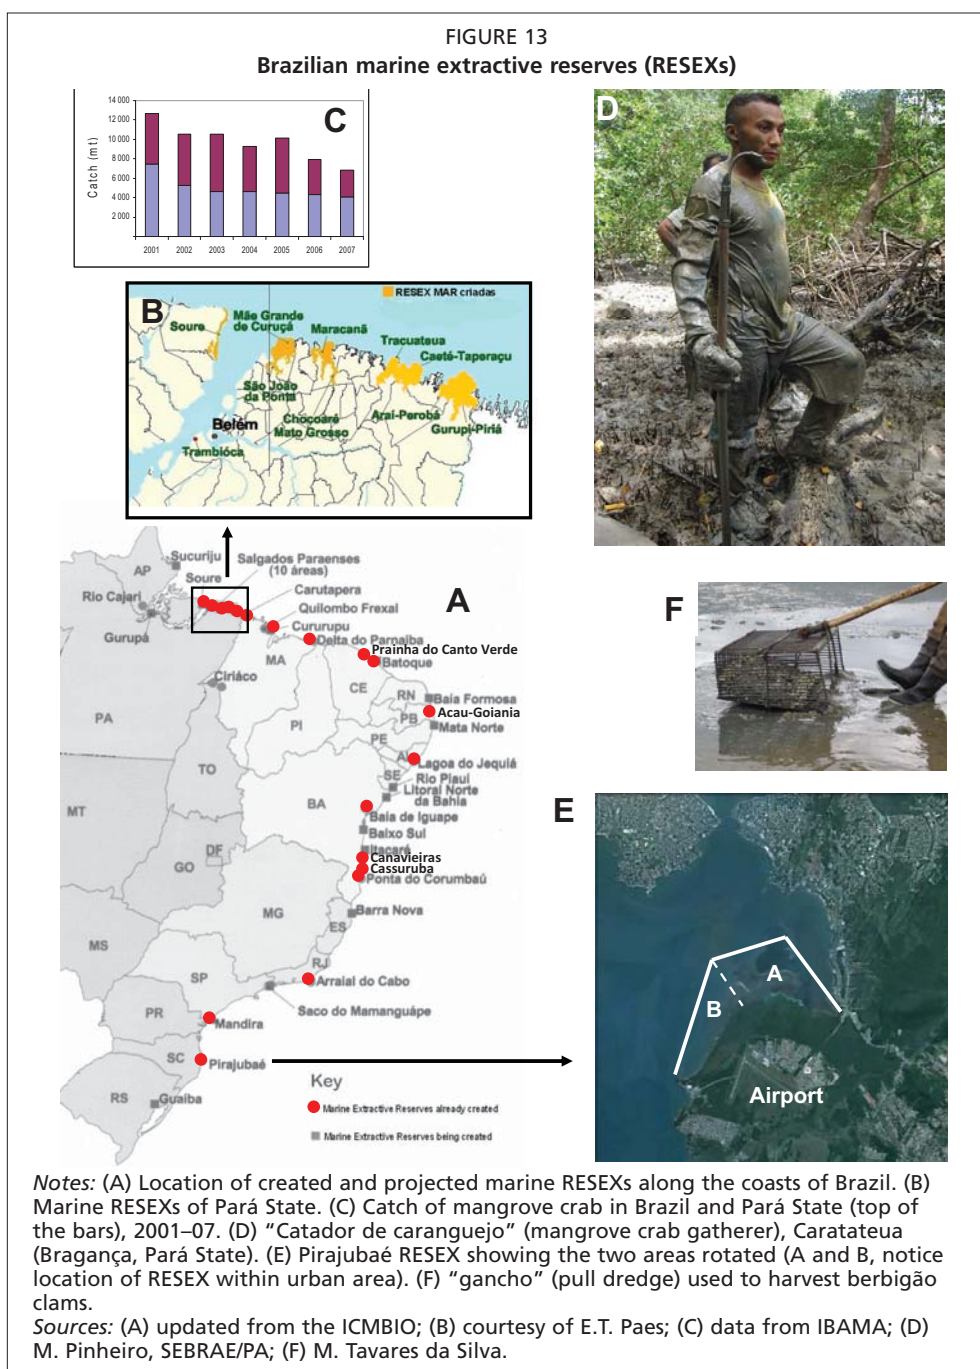 FIGURE 13
Brazilian marine extractive reserves (RESEXs)
C
Catch (mt)
14 000
12 000
10 000
8 000
6 000
4 000
2 000
2001 2002 2003 2004 2005 2006 2007
D
B
RESEX MAR criadas
Soure
Mãe Grande
de Curuçá
Maracanã
Tracuateua
Caeté-Taperaçu
São João
da Ponta
Chocoaré
Mato Grosso
Araí-Perobá
Gurupi-Piriá
Belém
Trambióca
A
Sucuriju
AP
Salgados Paraenses
(10 áreas)
Soure
Rio Cajari
Carutapera
Quilombo Frexal
Gurupá
Cururupu
Delta do Parnaíba
MA
Prainha do Canto Verde
Batoque
Ciriáco
CE
RN
Baía Formosa
PA
Acau-Goiania
PI
PB
Mata Norte
PE
AL
Lagoa do Jequiá
TO
SE
Rio Piauí
Litoral Norte
da Bahia
MT
BA
Baía de Iguape
Baixo Sul
DF
Itacaré
GO
Canavieiras
Cassuruba
Ponta do Corumbaú
MG
Barra Nova
MS
ES
SP
RJ
Arraial do Cabo
Saco do Mamanguápe
PR
Mandira
SC
Pirajubaé
RS
Guaíba
Key
Marine Extractive Reserves already created
Marine Extractive Reserves being created
F
E
A
B
Airport
Notes: (A) Location of created and projected marine RESEXs along the coasts of Brazil. (B)
Marine RESEXs of Pará State. (C) Catch of mangrove crab in Brazil and Pará State (top of
the bars), 2001–07. (D) “Catador de caranguejo” (mangrove crab gatherer), Caratateua
(Bragança, Pará State). (E) Pirajubaé RESEX showing the two areas rotated (A and B, notice
location of RESEX within urban area). (F) “gancho” (pull dredge) used to harvest berbigão
clams.
Sources: (A) updated from the ICMBIO; (B) courtesy of E.T. Paes; (C) data from IBAMA; (D)
M. Pinheiro, SEBRAE/PA; (F) M. Tavares da Silva.